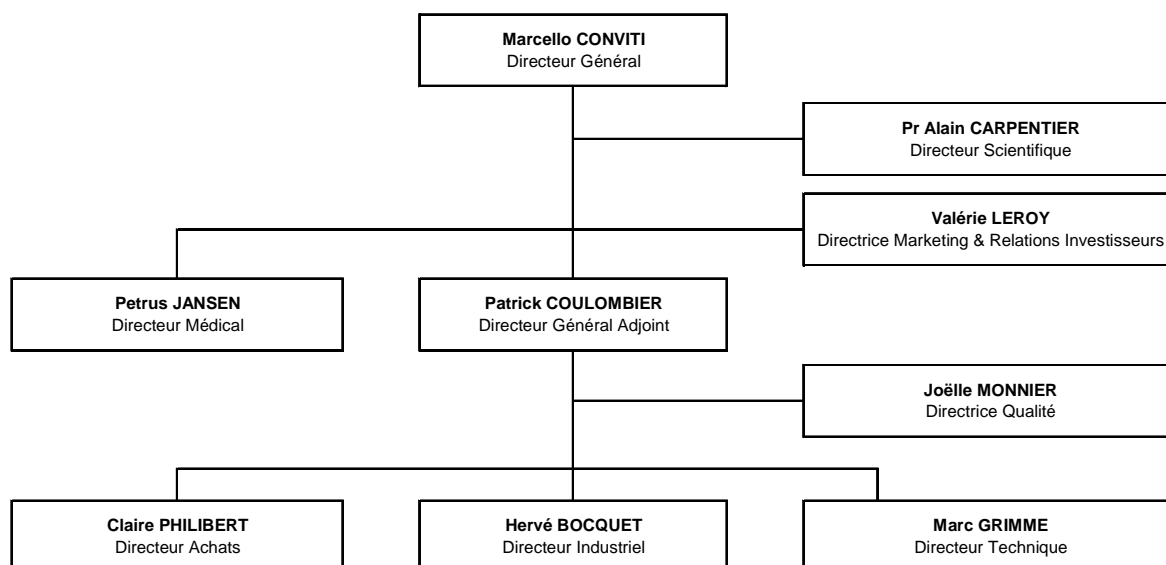 Marcello CONVITI
Directeur Général
Pr Alain CARPENTIER
Directeur Scientifique
Valérie LEROY
Directrice Marketing & Relations Investisseurs
Petrus JANSEN
Directeur Médical
Patrick COULOMBIER
Directeur Général Adjoint
Joëlle MONNIER
Directrice Qualité
Claire PHILIBERT
Directeur Achats
Hervé BOCQUET
Directeur Industriel
Marc GRIMME
Directeur Technique